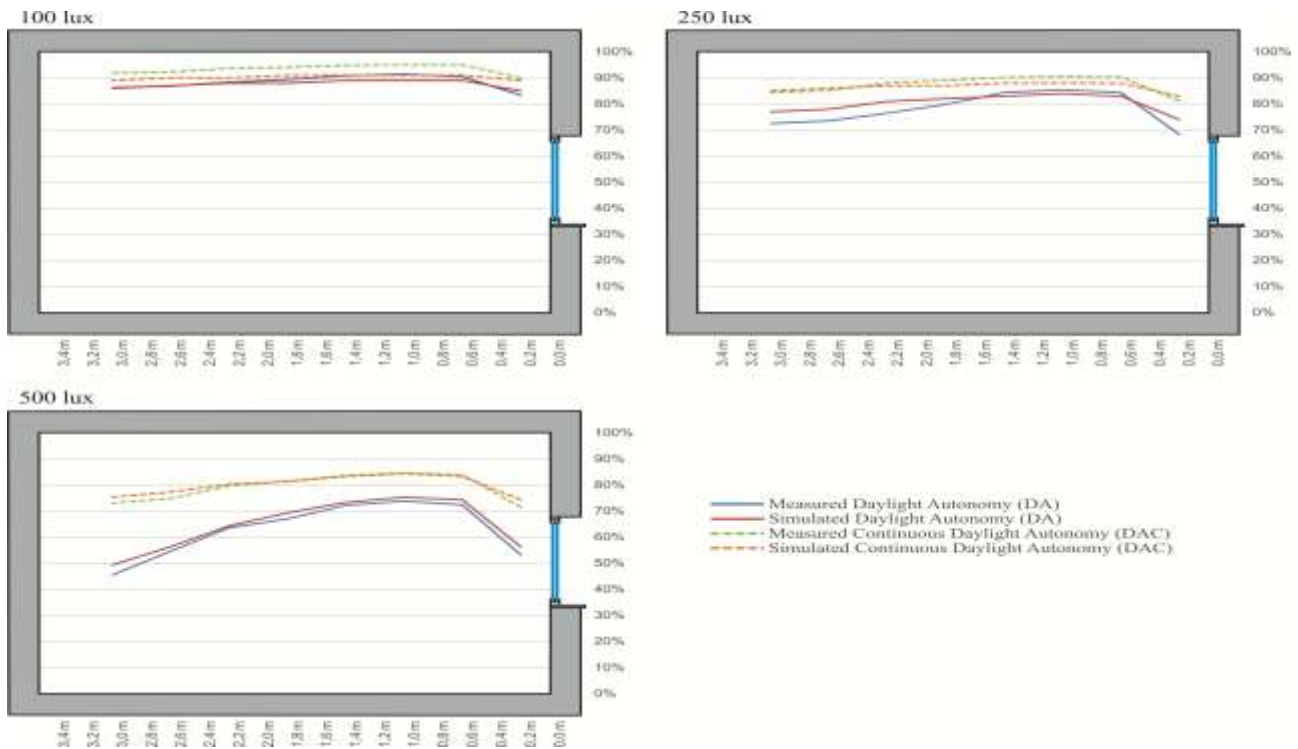 100 lux
100%
90%
80%
70%
60%
50%
40%
30%
20%
10%
0%
3,4m
3,2m
3,0m
2,8m
2,6m
2,4m
2,2m
2,0m
1,8m
1,6m
1,4m
1,2m
1,0m
0,8m
0,6m
0,4m
0,2m
0,0m
250 lux
100%
90%
80%
70%
60%
50%
40%
30%
20%
10%
0%
3,4m
3,2m
3,0m
2,8m
2,6m
2,4m
2,2m
2,0m
1,8m
1,6m
1,4m
1,2m
1,0m
0,8m
0,6m
0,4m
0,2m
0,0m
500 lux
100%
90%
80%
70%
60%
50%
40%
30%
20%
10%
0%
3,4m
3,2m
3,0m
2,8m
2,6m
2,4m
2,2m
2,0m
1,8m
1,6m
1,4m
1,2m
1,0m
0,8m
0,6m
0,4m
0,2m
0,0m
Measured Daylight Autonomy (DA)
Simulated Daylight Autonomy (DA)
Measured Continuous Daylight Autonomy (DAC)
Simulated Continuous Daylight Autonomy (DAC)